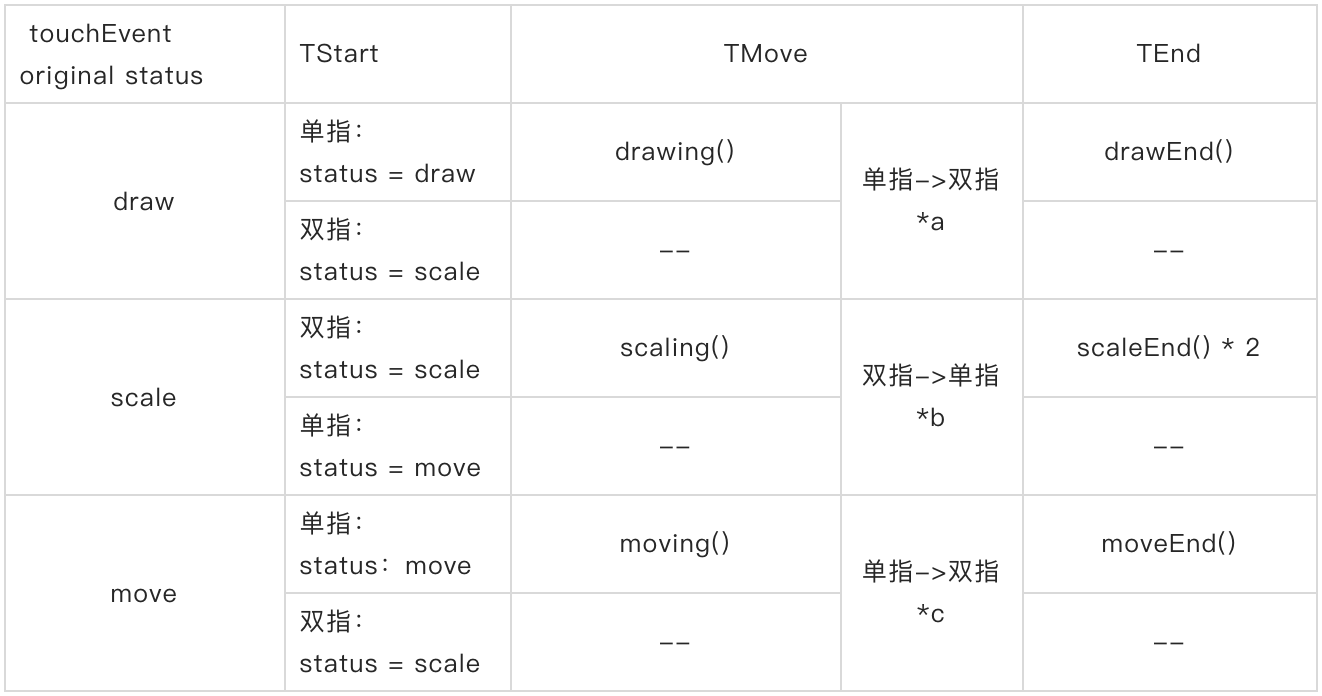 touchEvent
original status
TStart
TMove
TEnd
draw
单指：
status = draw
drawing()
单指->双指
*a
drawEnd()
双指：
status = scale
--
--
scale
双指：
status = scale
scaling()
双指->单指
*b
scaleEnd() * 2
单指：
status = move
--
--
move
单指：
status：move
moving()
单指->双指
*c
moveEnd()
双指：
status = scale
--
--